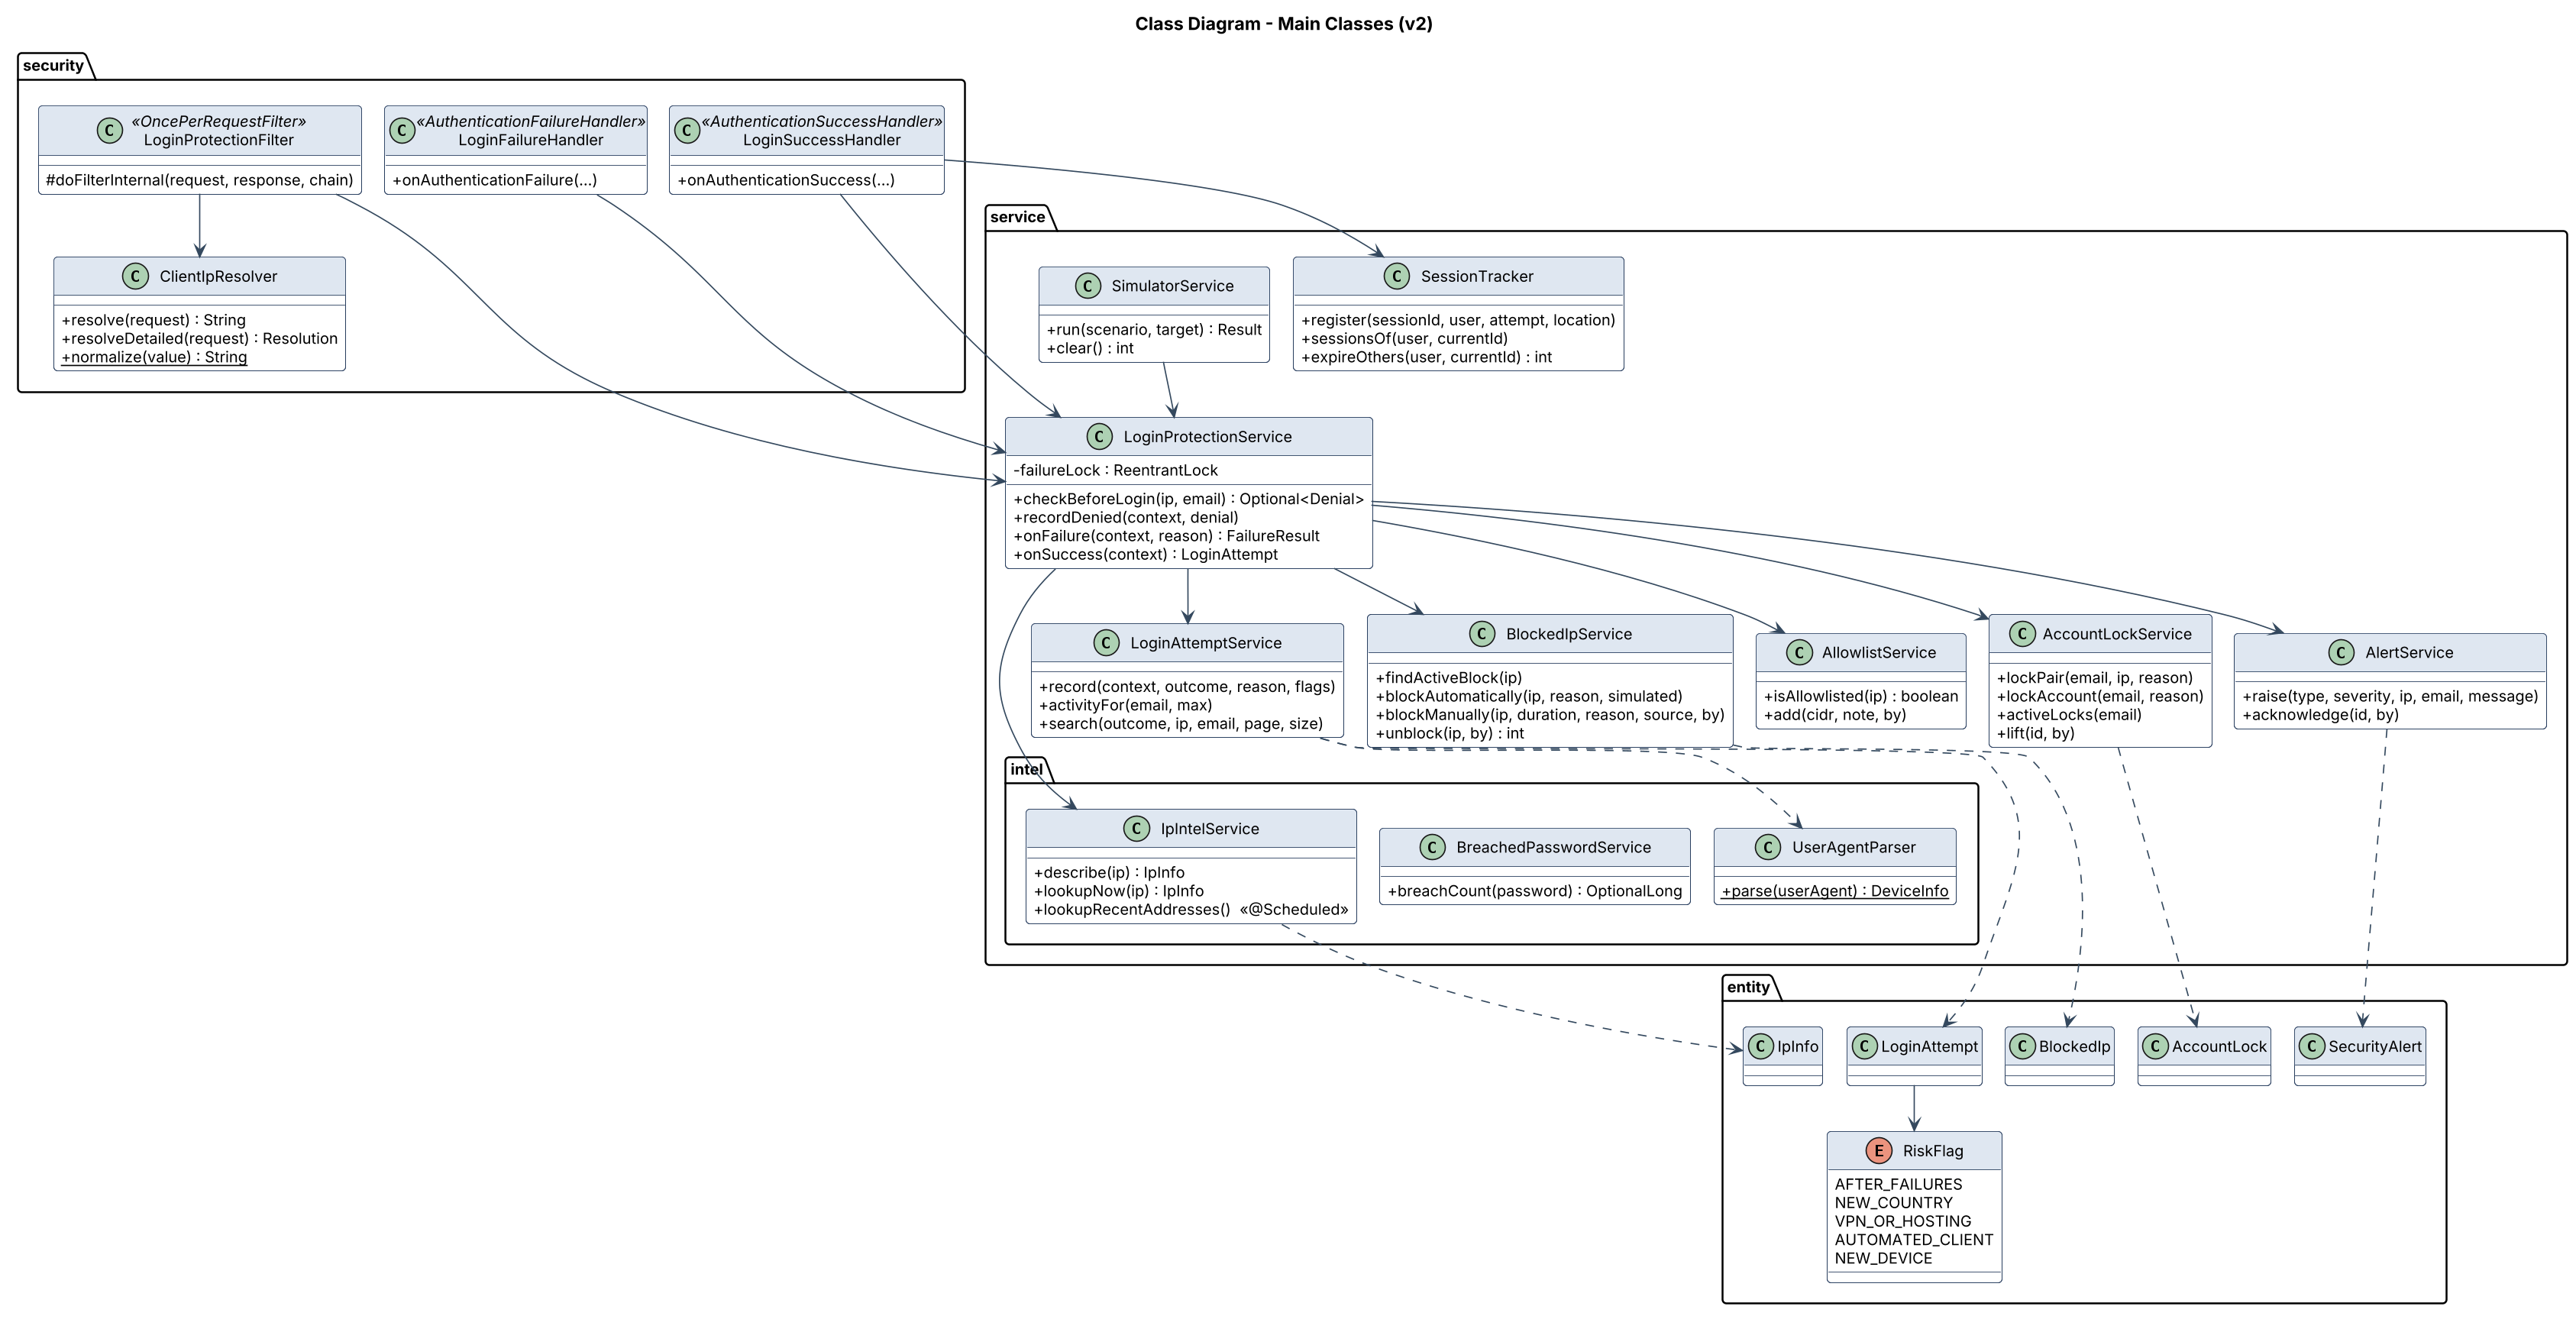 Class Diagram - Main Classes (v2)
security
C
«OncePerRequestFilter»
LoginProtectionFilter
#doFilterInternal(request, response, chain)
C
«AuthenticationFailureHandler»
LoginFailureHandler
+onAuthenticationFailure(...)
C
«AuthenticationSuccessHandler»
LoginSuccessHandler
+onAuthenticationSuccess(...)
C ClientIpResolver
+resolve(request) : String
+resolveDetailed(request) : Resolution
+normalize(value) : String
service
C SimulatorService
+run(scenario, target) : Result
+clear() : int
C SessionTracker
+register(sessionId, user, attempt, location)
+sessionsOf(user, currentId)
+expireOthers(user, currentId) : int
C LoginProtectionService
-failureLock : ReentrantLock
+checkBeforeLogin(ip, email) : Optional<Denial>
+recordDenied(context, denial)
+onFailure(context, reason) : FailureResult
+onSuccess(context) : LoginAttempt
C LoginAttemptService
+record(context, outcome, reason, flags)
+activityFor(email, max)
+search(outcome, ip, email, page, size)
C BlockedIpService
+findActiveBlock(ip)
+blockAutomatically(ip, reason, simulated)
+blockManually(ip, duration, reason, source, by)
+unblock(ip, by) : int
C AllowlistService
+isAllowlisted(ip) : boolean
+add(cidr, note, by)
C AccountLockService
+lockPair(email, ip, reason)
+lockAccount(email, reason)
+activeLocks(email)
+lift(id, by)
C AlertService
+raise(type, severity, ip, email, message)
+acknowledge(id, by)
intel
C IpIntelService
+describe(ip) : IpInfo
+lookupNow(ip) : IpInfo
+lookupRecentAddresses() «@Scheduled»
C BreachedPasswordService
+breachCount(password) : OptionalLong
C UserAgentParser
+parse(userAgent) : DeviceInfo
entity
C IpInfo
C LoginAttempt
C BlockedIp
C AccountLock
C SecurityAlert
E RiskFlag
AFTER_FAILURES
NEW_COUNTRY
VPN_OR_HOSTING
AUTOMATED_CLIENT
NEW_DEVICE